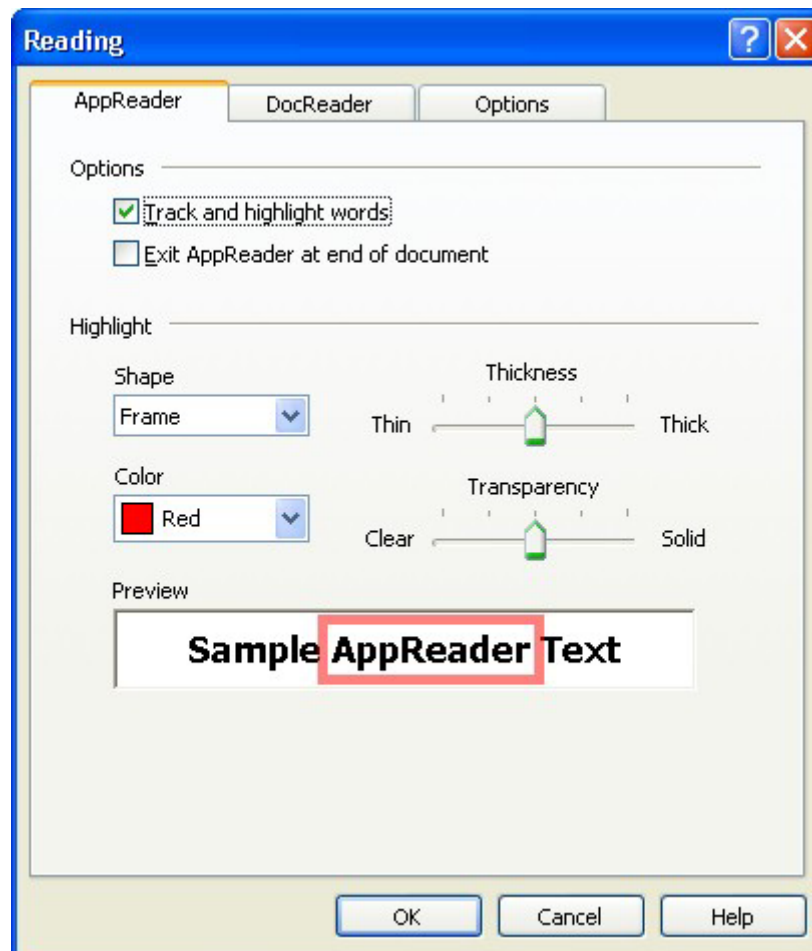 Reading
AppReader DocReader Options
Options
Track and highlight words
Exit AppReader at end of document
Highlight
Shape
Frame
Thickness
Thin Thick
Color
Red
Transparency
Clear Solid
Preview
Sample AppReader Text
OK Cancel Help